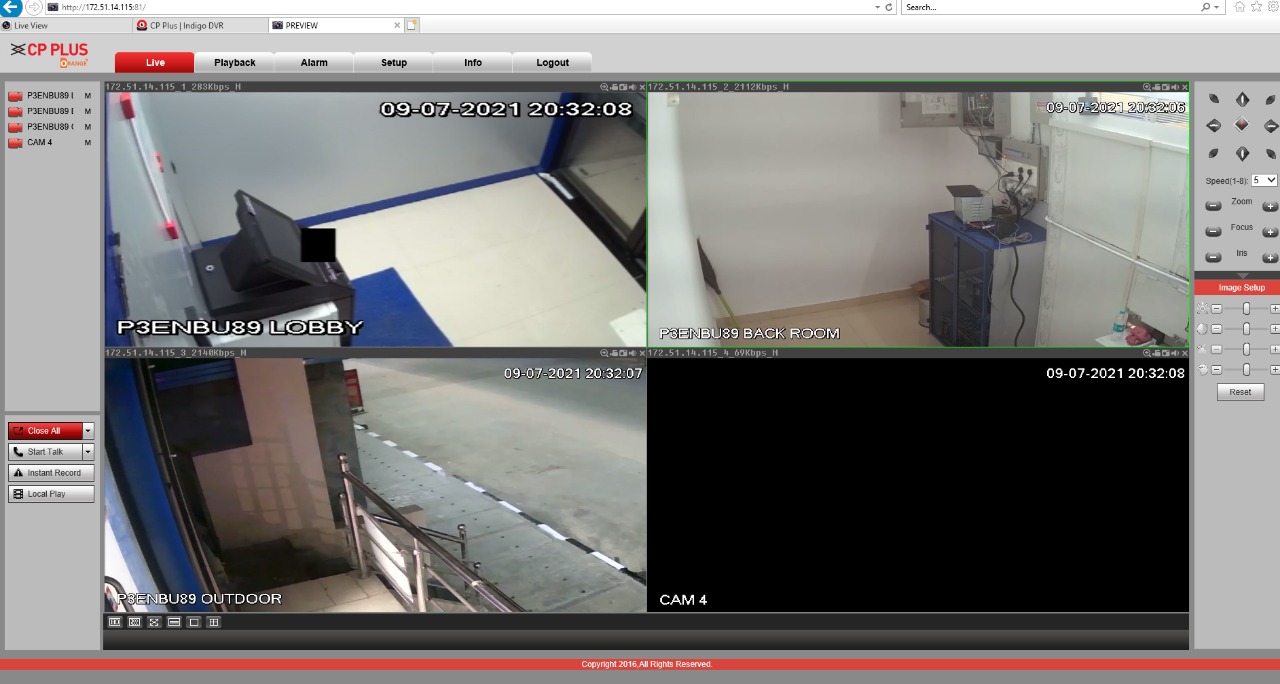 http://172.51.14.115:81/
Search...
Live View
CP Plus | Indigo DVR
PREVIEW
CP PLUS
ORANGE
Live
Playback
Alarm
Setup
Info
Logout
P3ENBU89 M
P3ENBU89 M
P3ENBU89 M
CAM 4 M
172.51.14.115_1_283Kbps_M
09-07-2021 20:32:08
P3ENBU89 LOBBY
172.51.14.115_2_2112Kbps_M
09-07-2021 20:32:06
P3ENBU89 BACK ROOM
172.51.14.115_3_2140Kbps_M
09-07-2021 20:32:07
P3ENBU89 OUTDOOR
172.51.14.115_4_69Kbps_M
09-07-2021 20:32:08
CAM 4
Speed(1-8): 5
Zoom
Focus
Iris
Image Setup
Reset
Close All
Start Talk
Instant Record
Local Play
Copyright 2016,All Rights Reserved.